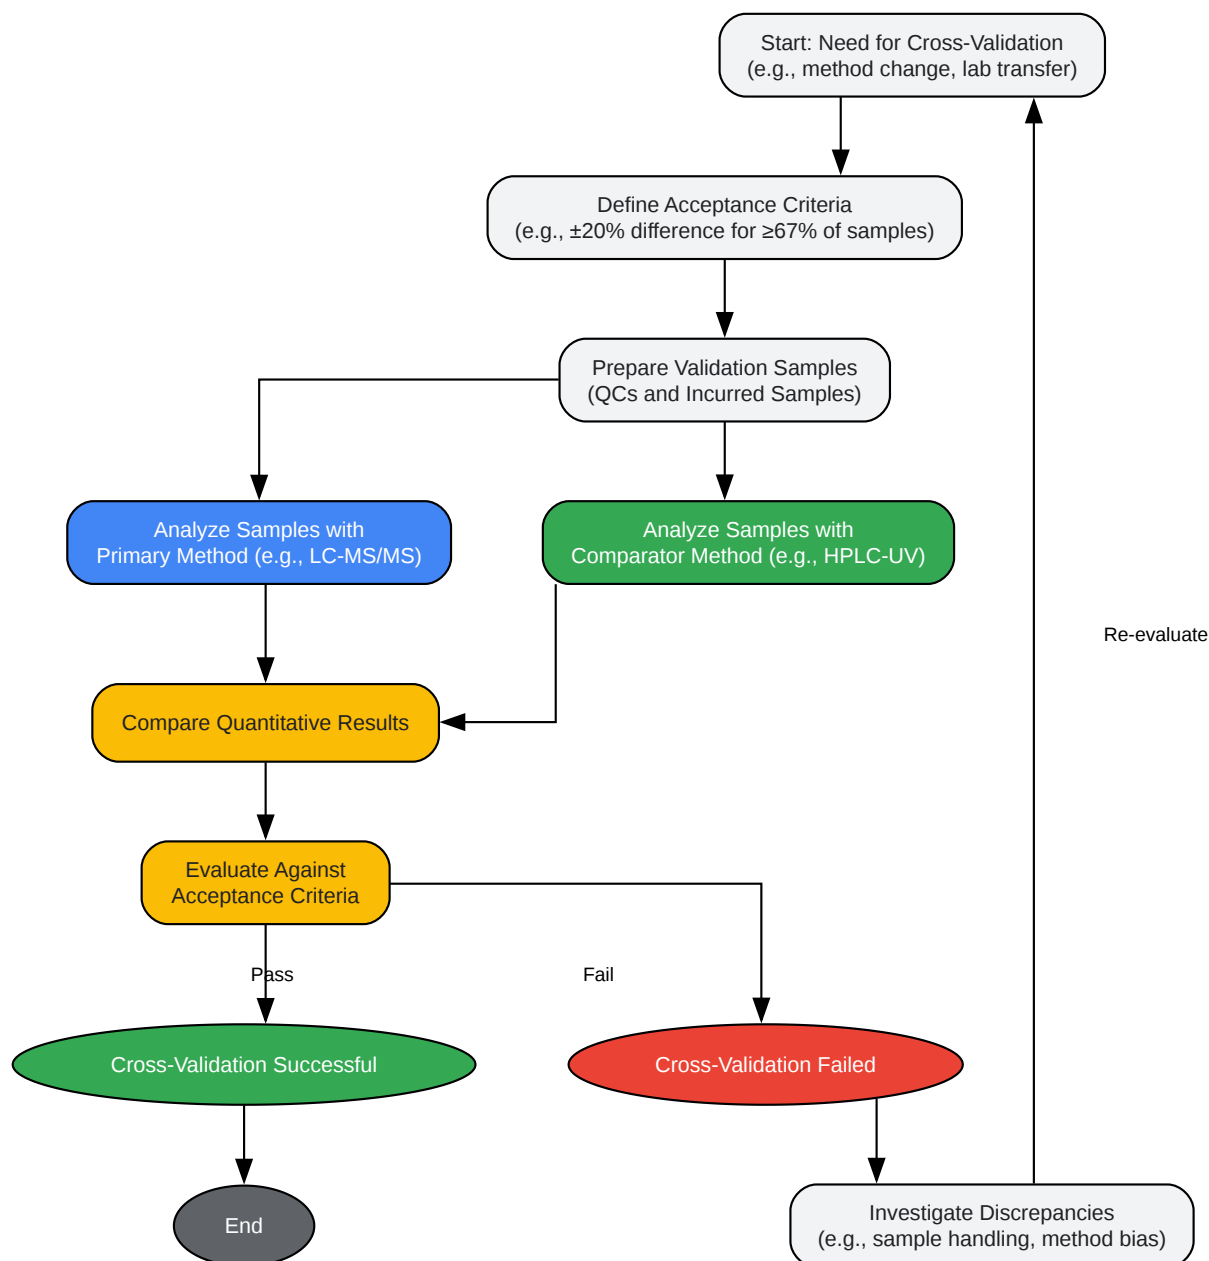 Start: Need for Cross-Validation
(e.g., method change, lab transfer)
Define Acceptance Criteria
(e.g., ±20% difference for ≥67% of samples)
Prepare Validation Samples
(QCs and Incurred Samples)
Analyze Samples with
Primary Method (e.g., LC-MS/MS)
Analyze Samples with
Comparator Method (e.g., HPLC-UV)
Re-evaluate
Compare Quantitative Results
Evaluate Against
Acceptance Criteria
Pass
Fail
Cross-Validation Successful
Cross-Validation Failed
End
Investigate Discrepancies
(e.g., sample handling, method bias)